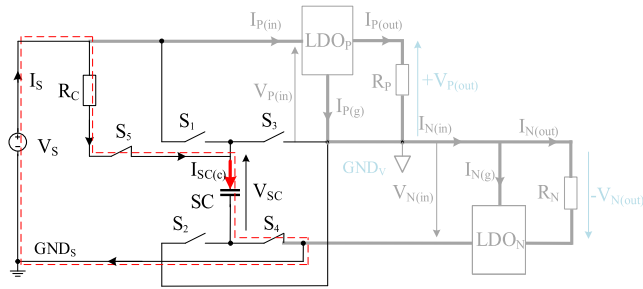 I_P(in)
I_P(out)
LDO_P
I_S
R_C
V_P(in)
R_P
+V_P(out)
I_P(g)
S_1
S_3
I_N(in)
I_N(out)
V_S
S_5
I_SC(c)
GND_V
I_N(g)
SC
V_SC
V_N(in)
R_N
-V_N(out)
S_2
S_4
LDO_N
GND_S